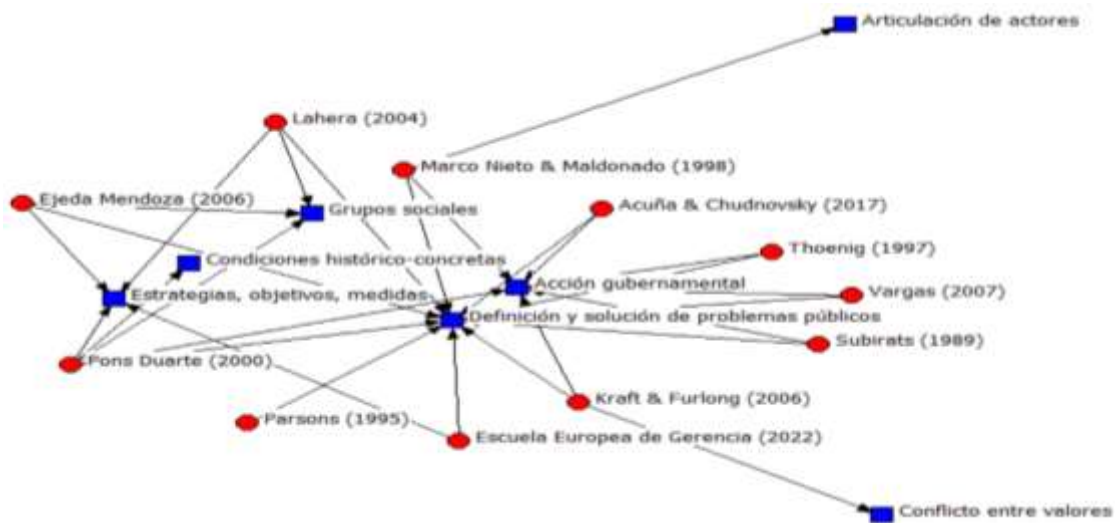 Articulación de actores
Lahera (2004)
Marco Nieto & Maldonado (1998)
Ejeda Mendoza (2006)
Grupos sociales
Acuña & Chudnovsky (2017)
Thoenig (1997)
Condiciones histórico-concretas
Acción gubernamental
Estrategias, objetivos, medidas
Vargas (2007)
Definición y solución de problemas públicos
Subirats (1989)
Pons Duarte (2000)
Kraft & Furlong (2006)
Parsons (1995)
Escuela Europea de Gerencia (2022)
Conflicto entre valores